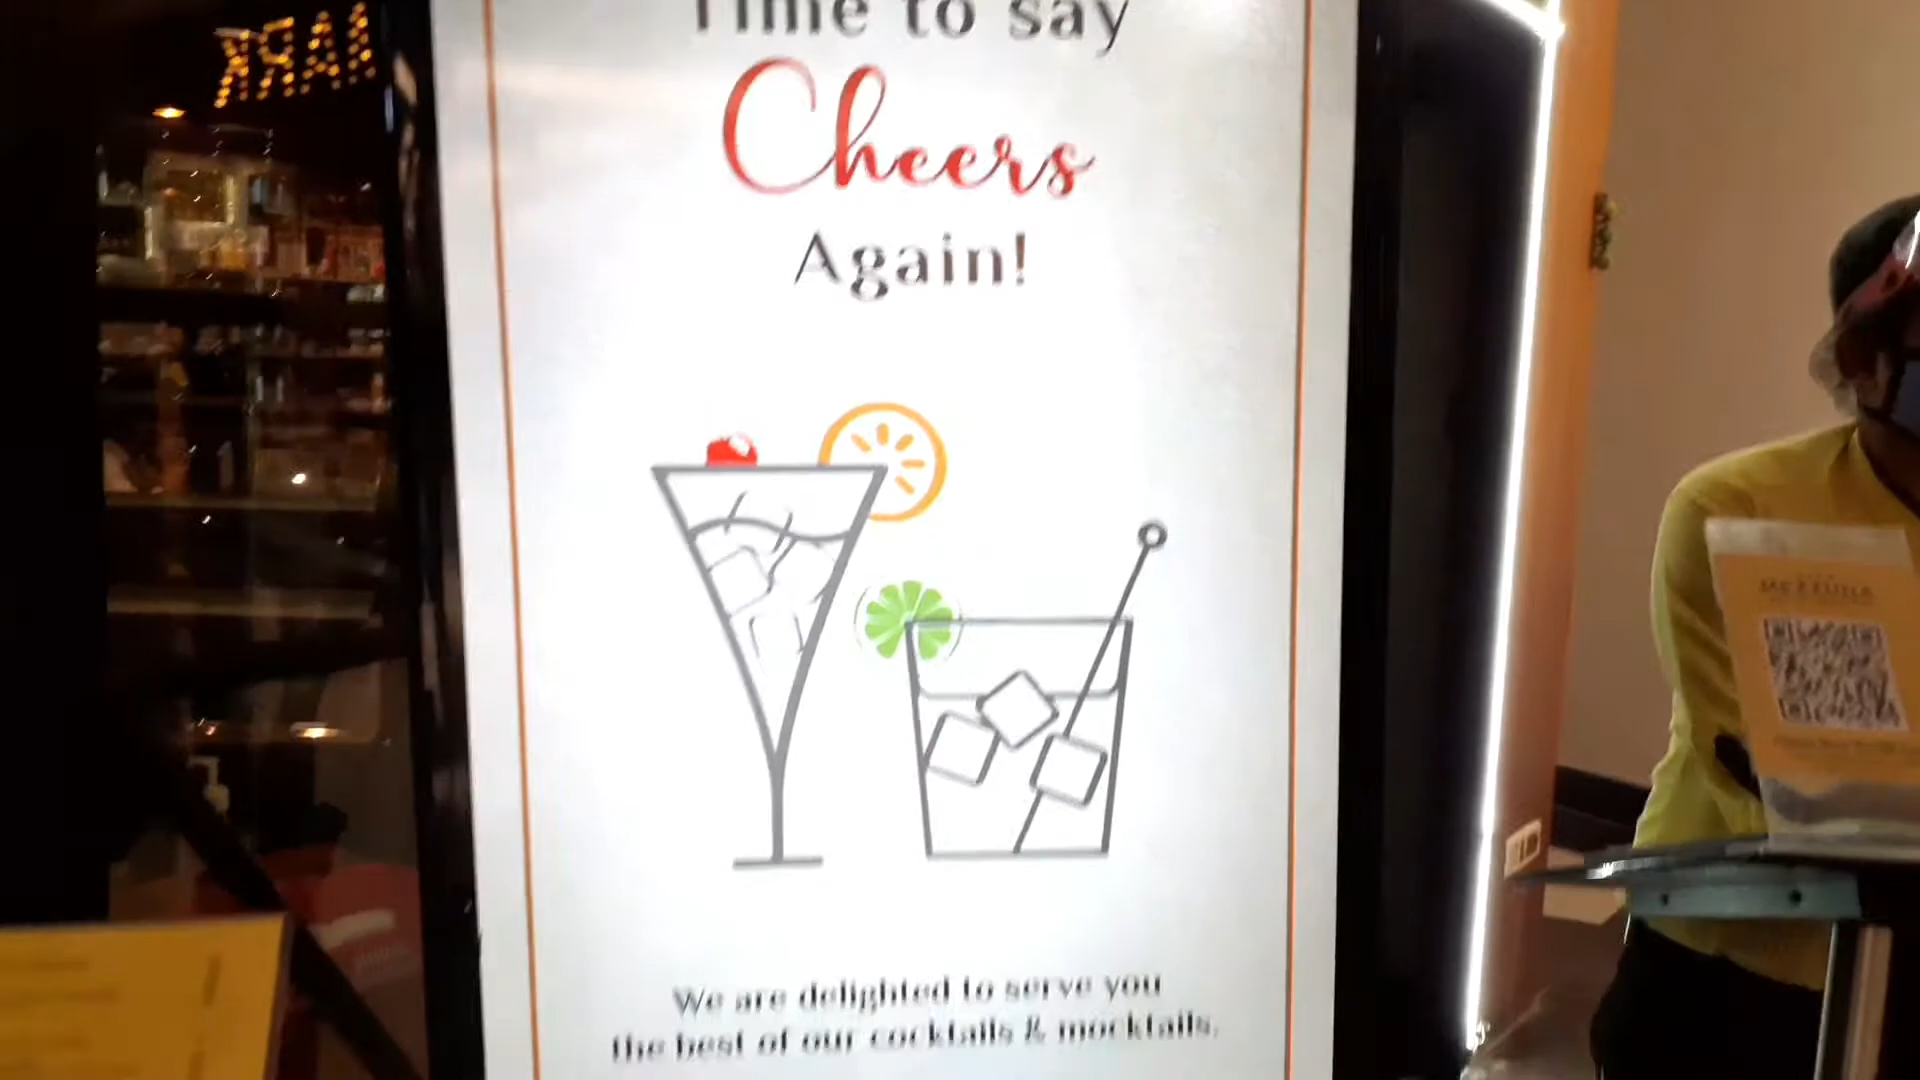 Time to say
Cheers
Again!
We are delighted to serve you
the best of our cocktails & mocktails.